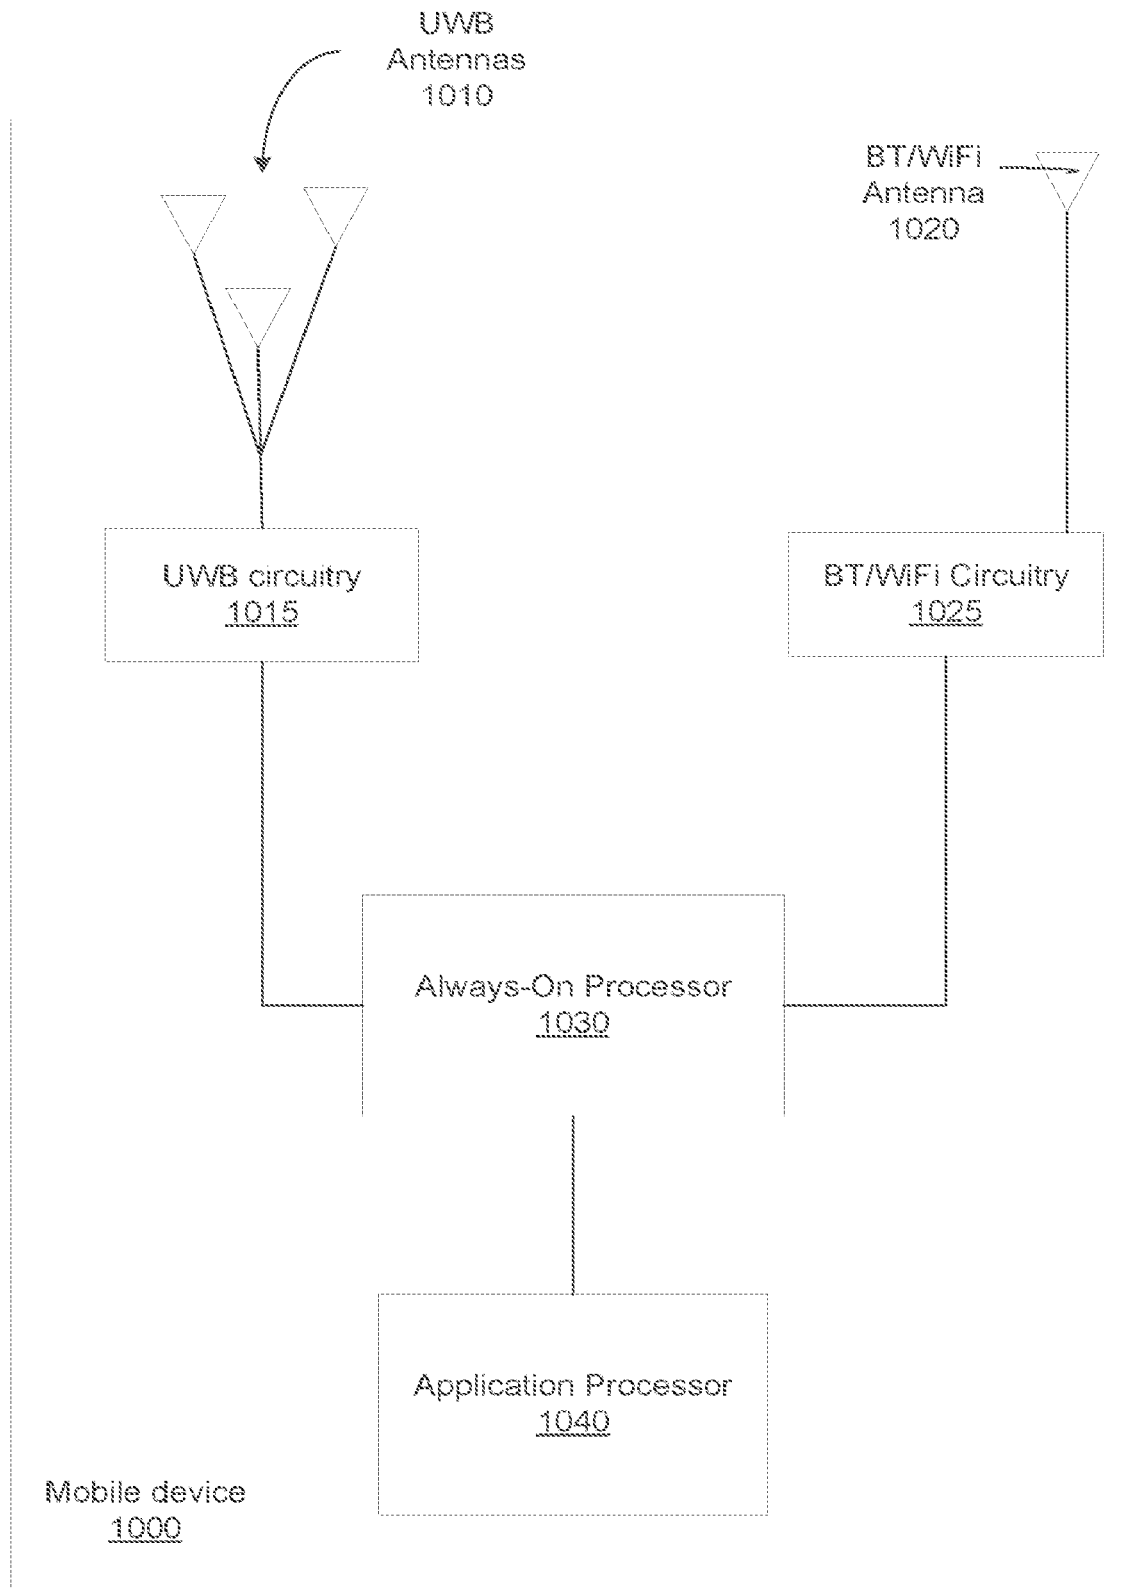 UWB
Antennas
1010
BT/WiFi
Antenna
1020
UWB circuitry
1015
BT/WiFi Circuitry
1025
Always-On Processor
1030
Application Processor
1040
Mobile device
1000